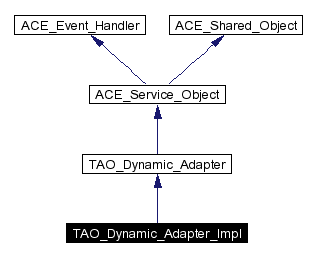 ACE_Event_Handler
ACE_Shared_Object
ACE_Service_Object
TAO_Dynamic_Adapter
TAO_Dynamic_Adapter_Impl